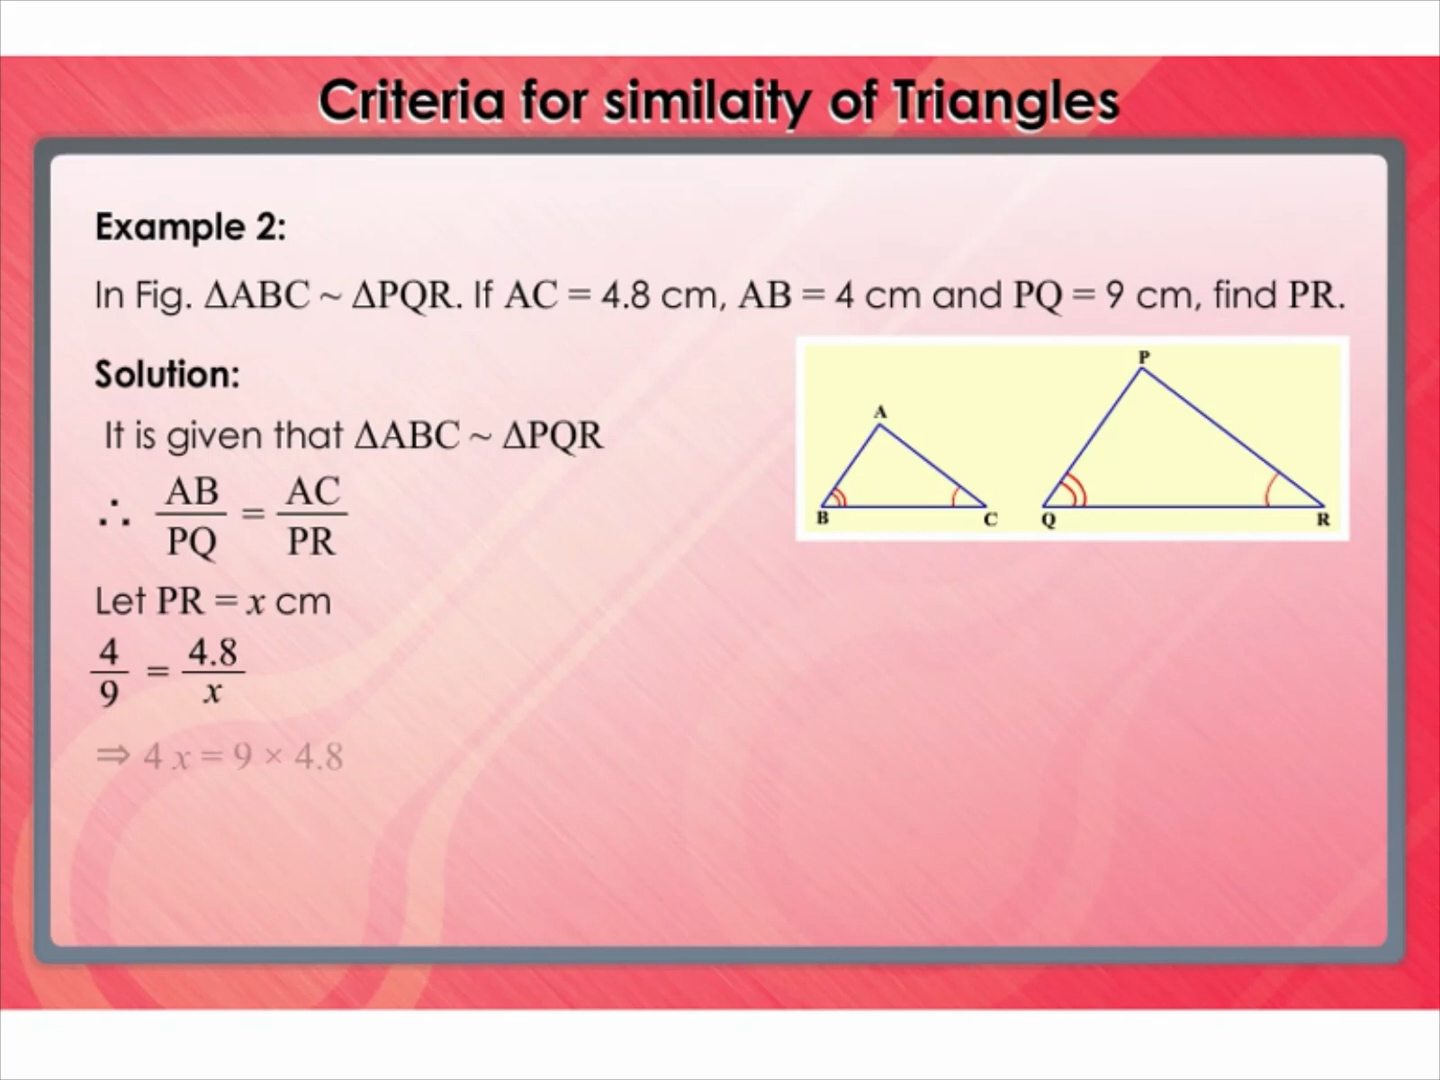 Criteria for similaity of Triangles
Example 2:
In Fig. ΔABC ~ ΔPQR. If AC = 4.8 cm, AB = 4 cm and PQ = 9 cm, find PR.
Solution:
It is given that ΔABC ~ ΔPQR
∴ AB/PQ = AC/PR
Let PR = x cm
4/9 = 4.8/x
⇒ 4x = 9 × 4.8
P
A
B
C
Q
R